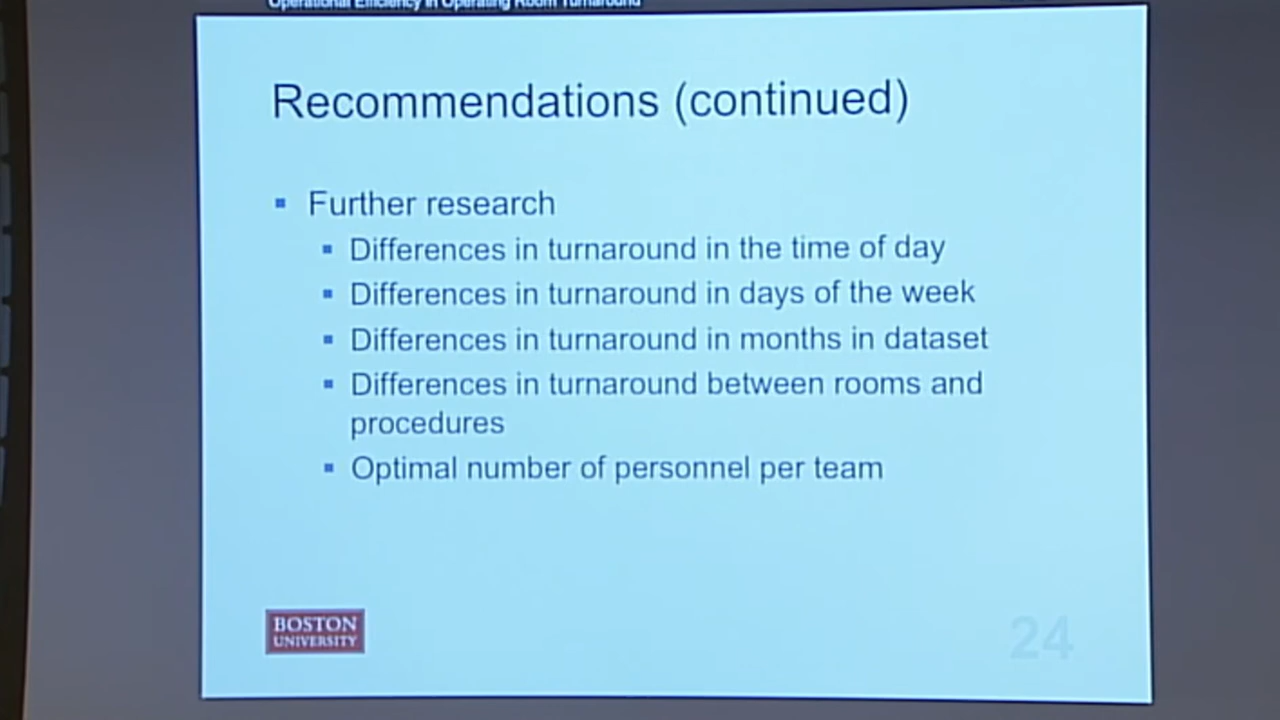 Operational Efficiency in Operating Room Turnaround
Recommendations (continued)
▪ Further research
▪ Differences in turnaround in the time of day
▪ Differences in turnaround in days of the week
▪ Differences in turnaround in months in dataset
▪ Differences in turnaround between rooms and
procedures
▪ Optimal number of personnel per team
BOSTON
UNIVERSITY
24